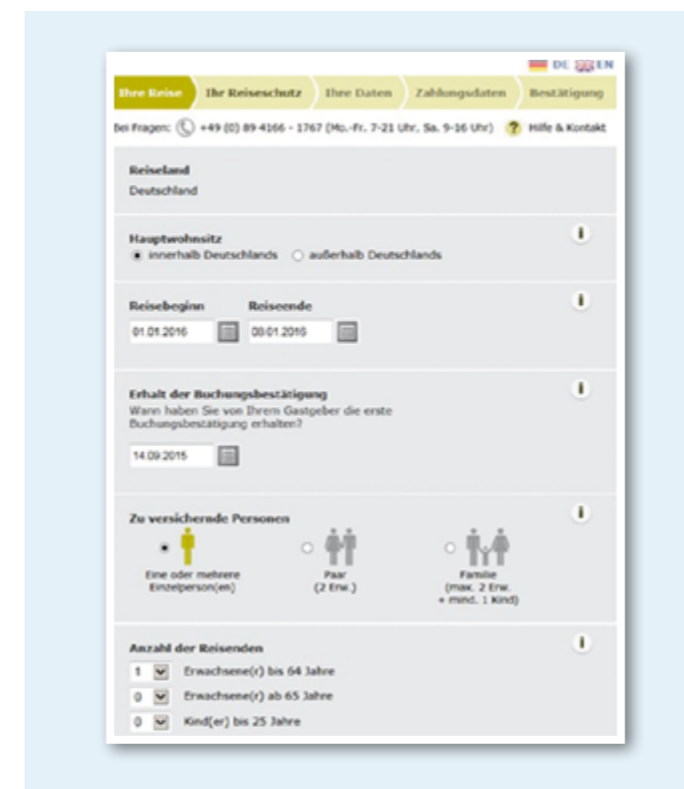 DE EN
Ihre Reise Ihr Reiseschutz Ihre Daten Zahlungsdaten Bestätigung
Bei Fragen: +49 (0) 89 4166 - 1767 (Mo.-Fr. 7-21 Uhr, Sa. 9-16 Uhr) ? Hilfe & Kontakt
Reiseland
Deutschland
Hauptwohnsitz i
innerhalb Deutschlands außerhalb Deutschlands
Reisebeginn Reiseende i
01.01.2016 08.01.2016
Erhalt der Buchungsbestätigung i
Wann haben Sie von Ihrem Gastgeber die erste
Buchungsbestätigung erhalten?
14.09.2015
Zu versichernde Personen i
Eine oder mehrere Paar Familie
Einzelperson(en) (2 Erw.) (max. 2 Erw.
+ mind. 1 Kind)
Anzahl der Reisenden i
1 Erwachsene(r) bis 64 Jahre
0 Erwachsene(r) ab 65 Jahre
0 Kind(er) bis 25 Jahre